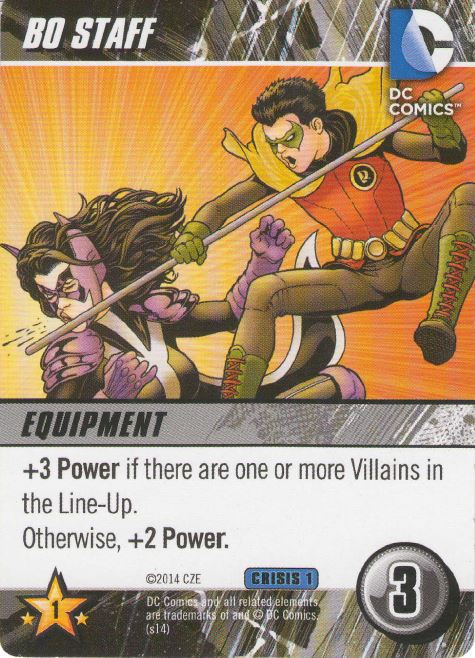 BO STAFF
DC
COMICS™
EQUIPMENT
+3 Power if there are one or more Villains in
the Line-Up.
Otherwise, +2 Power.
©2014 CZE
CRISIS 1
1
DC Comics and all related elements
are trademarks of and © DC Comics.
(s14)
3